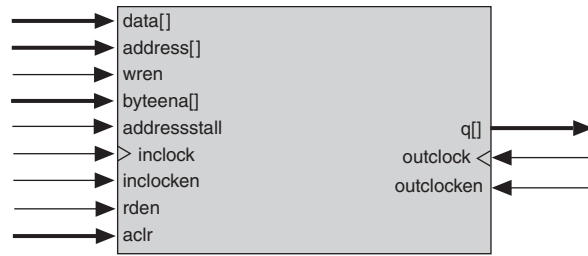 data[]
address[]
wren
byteena[]
addressstall
inclock
inclocken
rden
aclr
q[]
outclock
outclocken